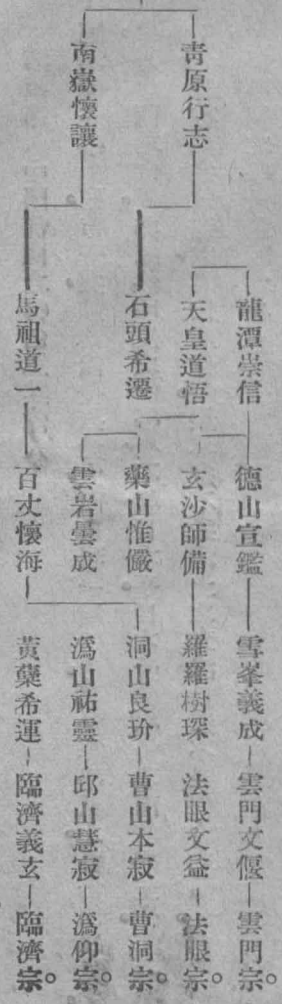 青原行志
南嶽懷讓
龍潭崇信
天皇道悟
石頭希遷
馬祖道一
德山宣鑑
玄沙師備
藥山惟儼
雲岩曇成
百丈懷海
雪峯義成
羅羅樹琛
洞山良玠
溈山祐靈
黃蘗希運
雲門文偃
法眼文益
曹山本寂
邱山慧寂
臨濟義玄
雲門宗。
法眼宗。
曹洞宗。
溈仰宗。
臨濟宗。